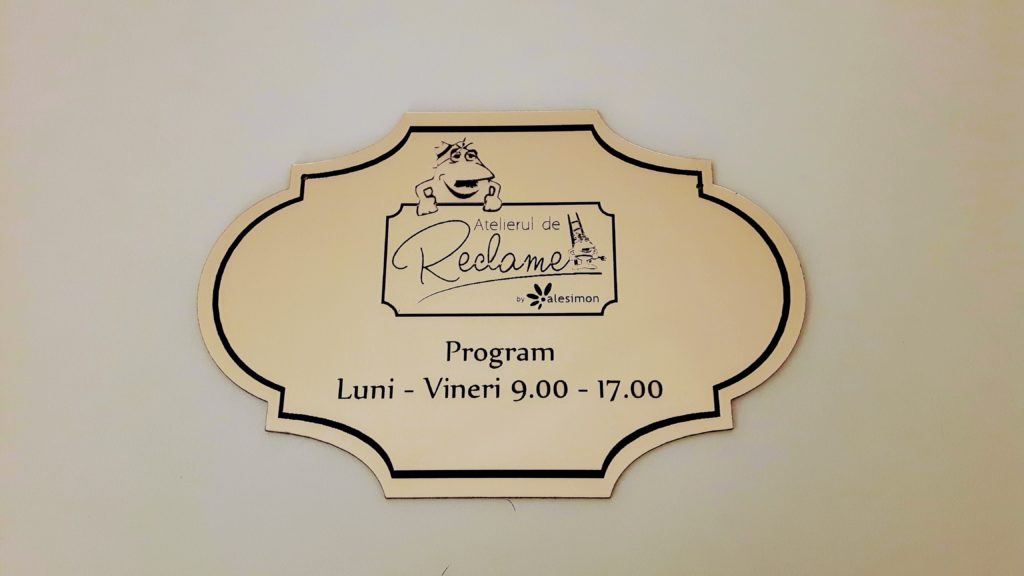 Atelierul de
Reclame
by alesimon
Program
Luni - Vineri 9.00 - 17.00